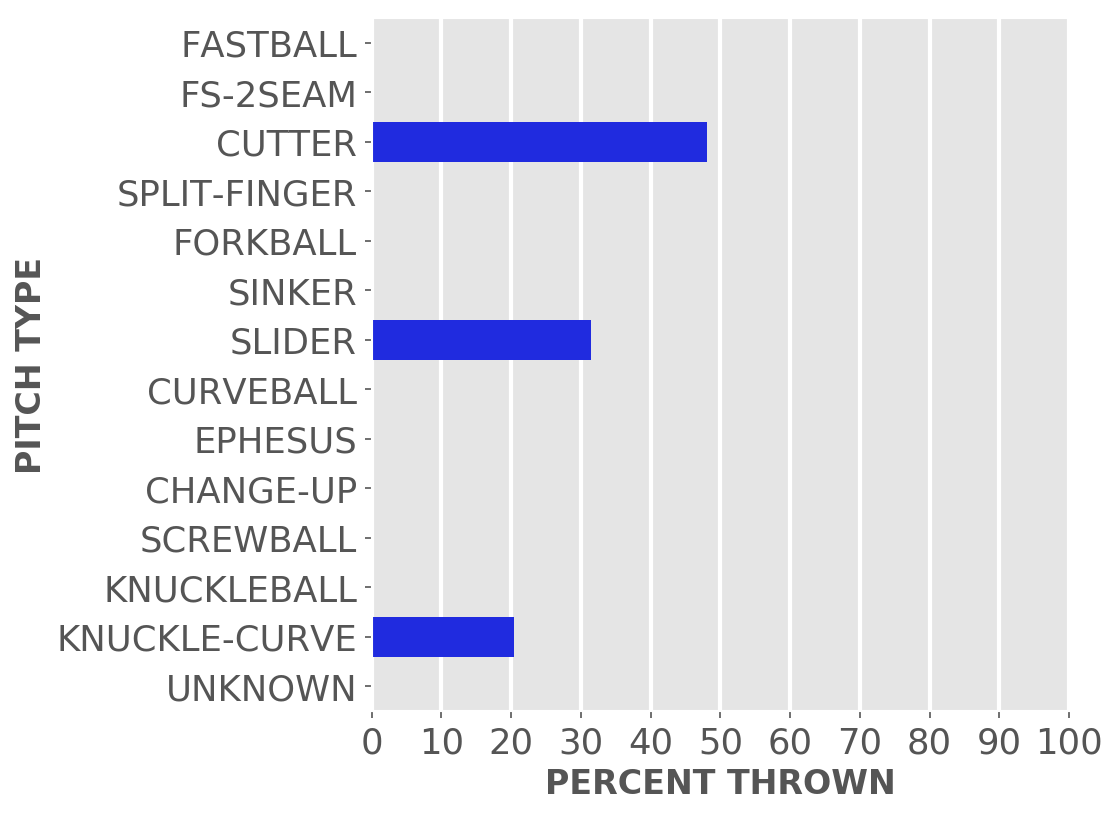 FASTBALL
FS-2SEAM
CUTTER
SPLIT-FINGER
FORKBALL
SINKER
SLIDER
CURVEBALL
EPHESUS
CHANGE-UP
SCREWBALL
KNUCKLEBALL
KNUCKLE-CURVE
UNKNOWN
PITCH TYPE
0 10 20 30 40 50 60 70 80 90 100
PERCENT THROWN